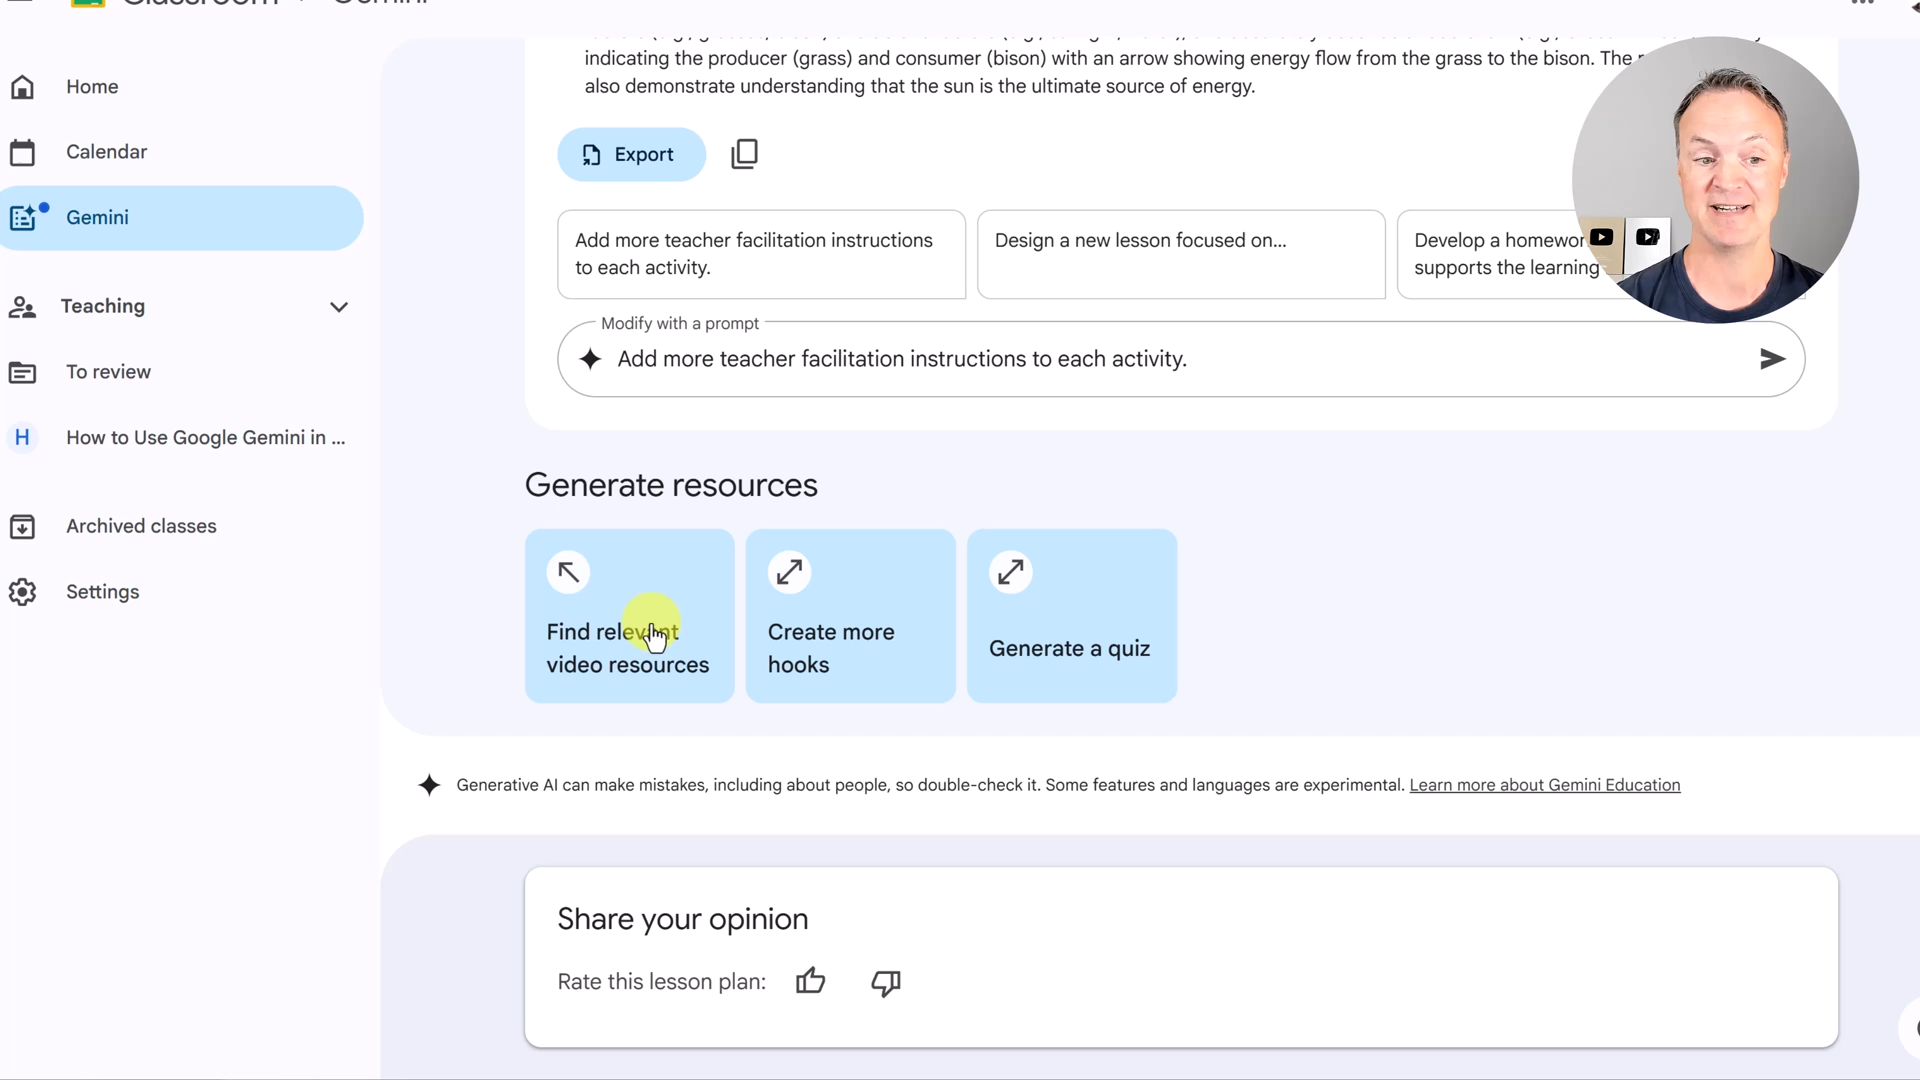 Classroom
Gemini
Home
Calendar
Gemini
Teaching
To review
H
How to Use Google Gemini in ...
Archived classes
Settings
indicating the producer (grass) and consumer (bison) with an arrow showing energy flow from the grass to the bison. The
also demonstrate understanding that the sun is the ultimate source of energy.
Export
Add more teacher facilitation instructions
to each activity.
Design a new lesson focused on...
Develop a homewor
supports the learning
Modify with a prompt
Add more teacher facilitation instructions to each activity.
Generate resources
Find relevant
video resources
Create more
hooks
Generate a quiz
Generative AI can make mistakes, including about people, so double-check it. Some features and languages are experimental. Learn more about Gemini Education
Share your opinion
Rate this lesson plan: